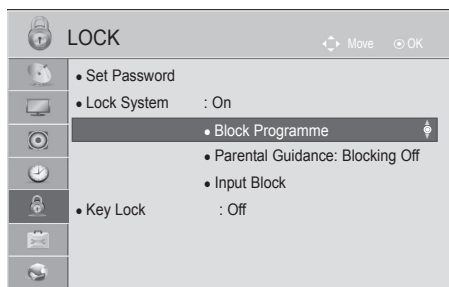 LOCK
Move OK
• Set Password
• Lock System : On
• Block Programme
• Parental Guidance: Blocking Off
• Input Block
• Key Lock : Off